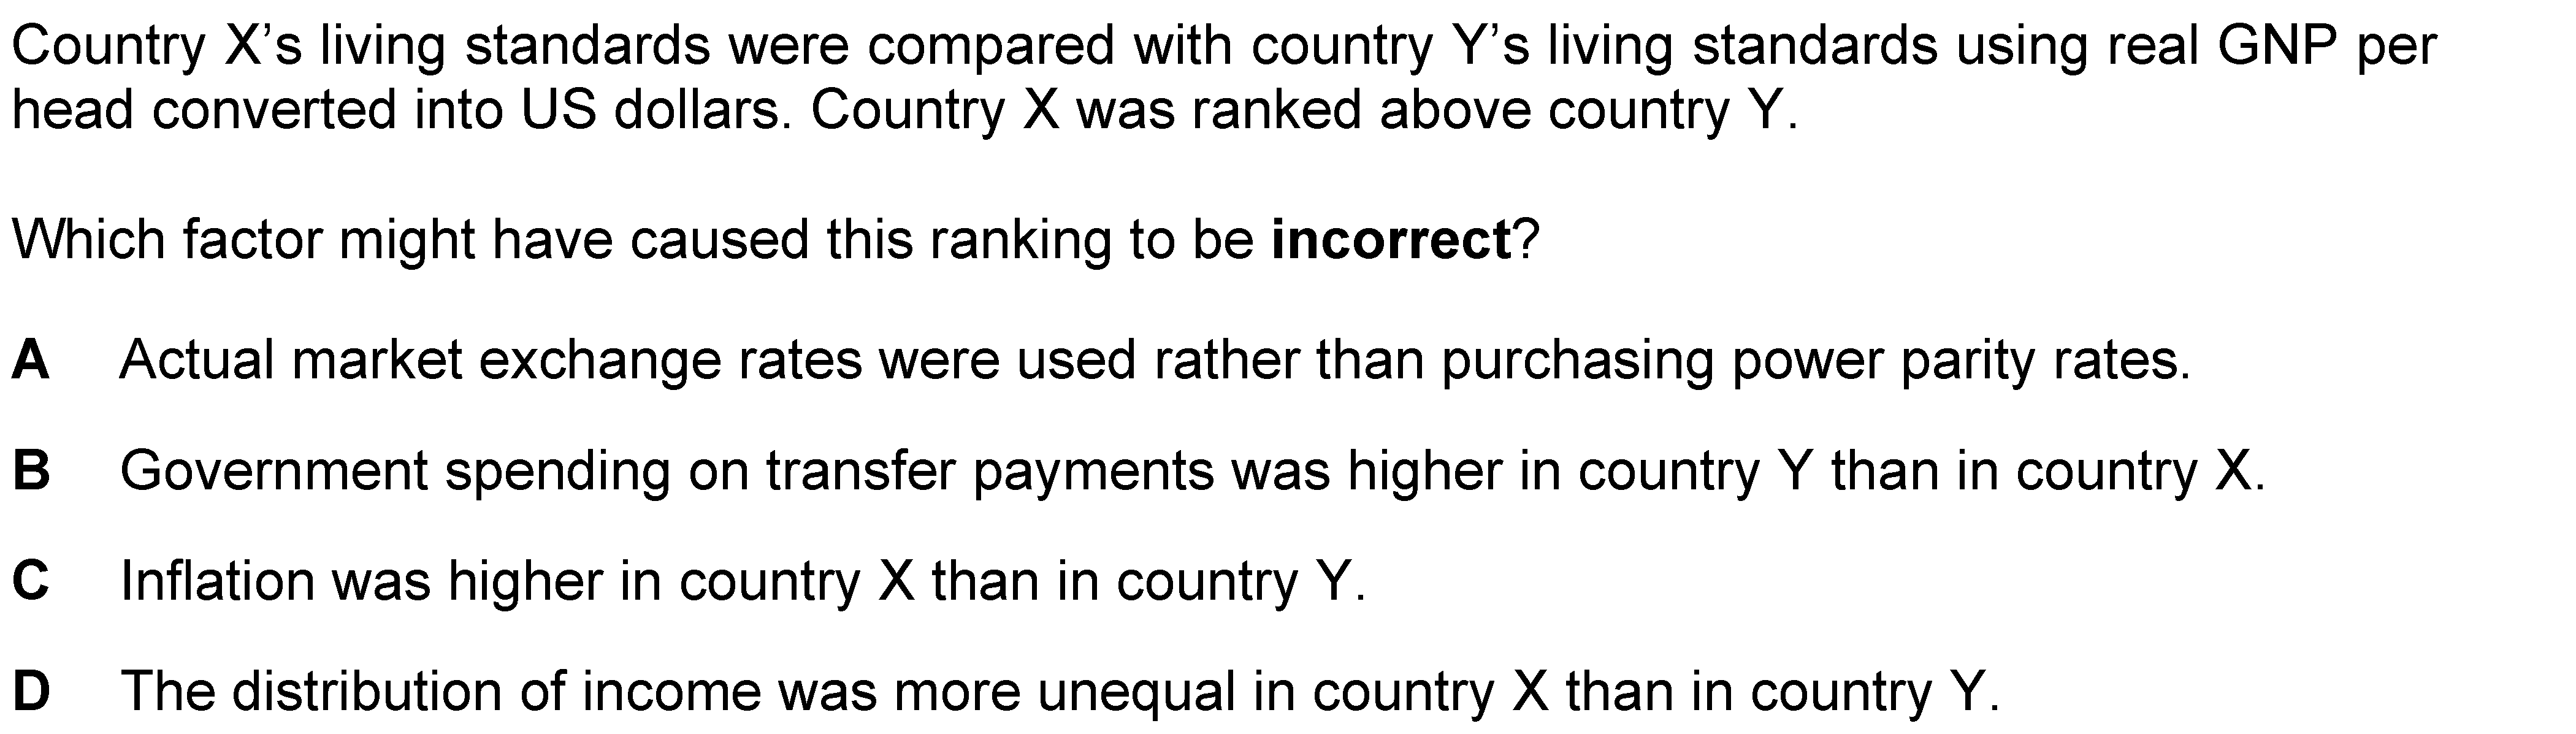 Country X’s living standards were compared with country Y’s living standards using real GNP per
head converted into US dollars. Country X was ranked above country Y.
Which factor might have caused this ranking to be incorrect?
A Actual market exchange rates were used rather than purchasing power parity rates.
B Government spending on transfer payments was higher in country Y than in country X.
C Inflation was higher in country X than in country Y.
D The distribution of income was more unequal in country X than in country Y.